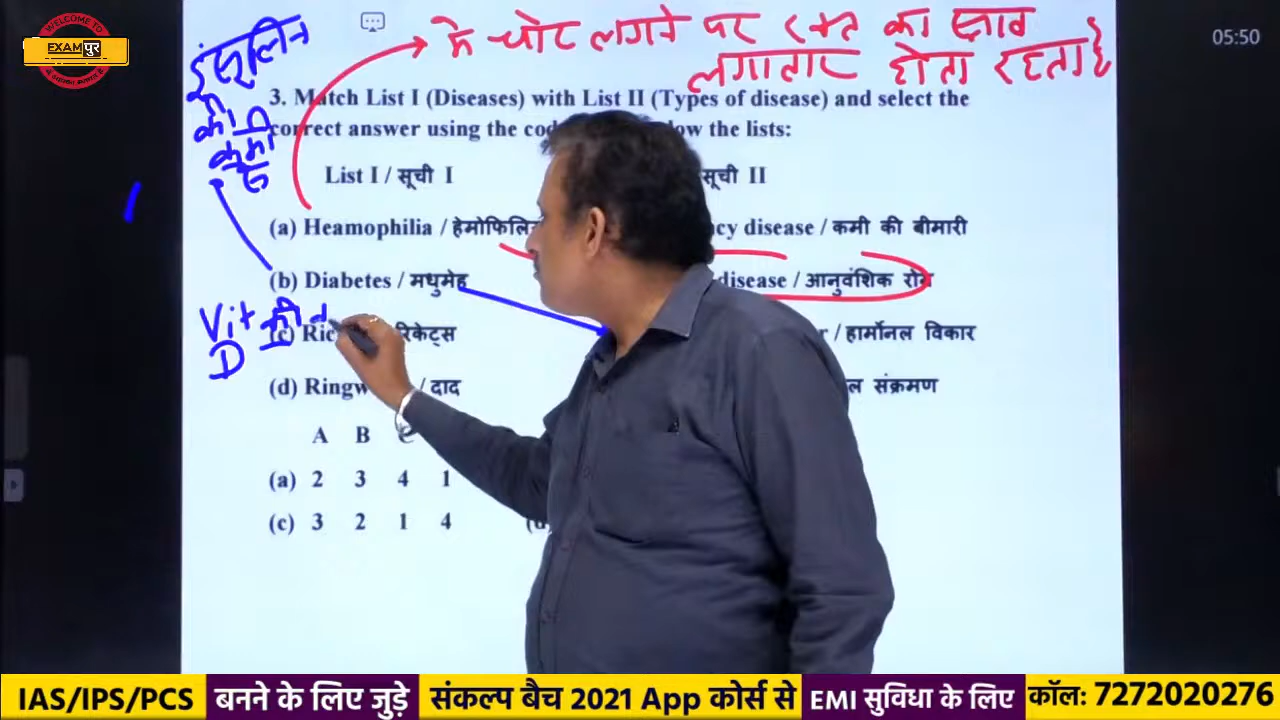 WELCOME TO
EXAMपुर
05:50
में चोट लगने पर रक्त का स्राव
लगातार होता रहता है
इंसुलिन
की
कमी
से
3. Match List I (Diseases) with List II (Types of disease) and select the
correct answer using the low the lists:
List I / सूची I सूची II
(a) Heamophilia / disease / कमी की बीमारी
(b) Diabetes / मधुमेह disease / आनुवंशिक रोग
Vit की
D
(c) रिकेट्स / हार्मोनल विकार
(d) / दाद संक्रमण
A B C
(a) 2 3 4 1
(c) 3 2 1 4
IAS/IPS/PCS बनने के लिए जुड़े संकल्प बैच 2021 App कोर्स से EMI सुविधा के लिए कॉल: 7272020276